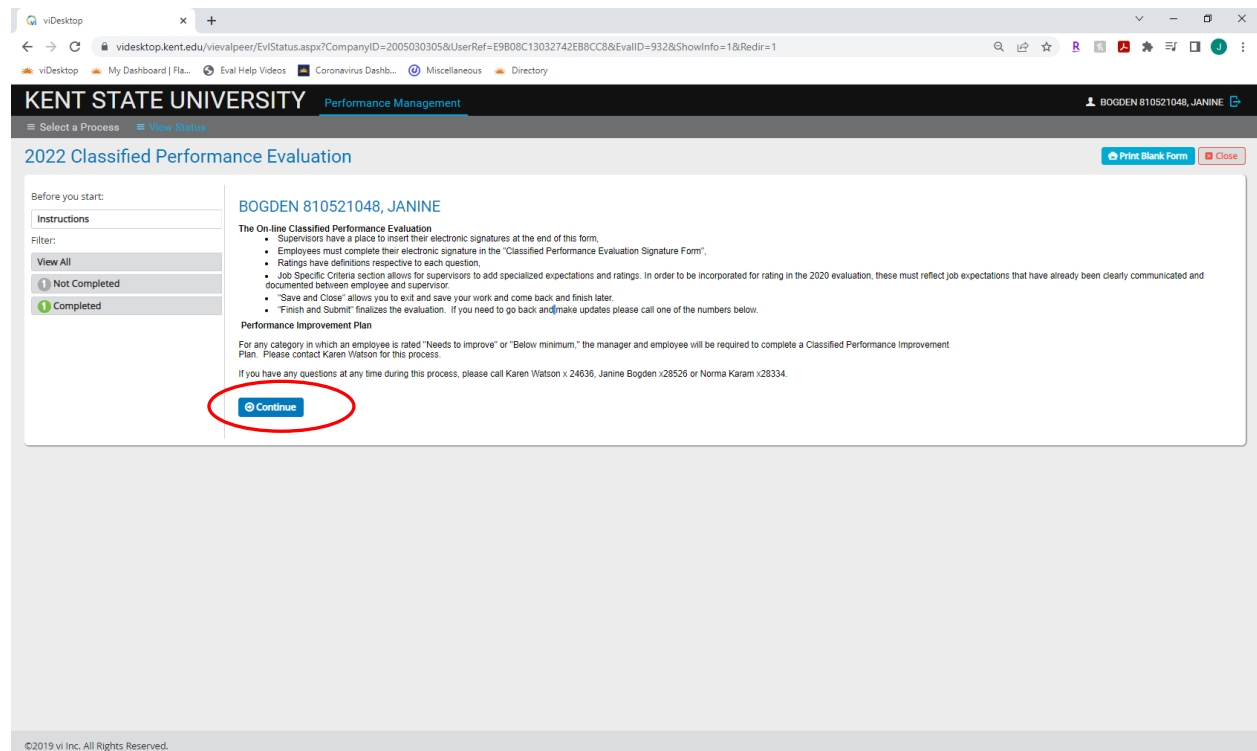 viDesktop
videsktop.kent.edu/vievalpeer/EvlStatus.aspx?CompanyID=2005030305&UserRef=E9B08C13032742EB8CC8&EvalID=932&ShowInfo=1&Redir=1
R
J
viDesktop My Dashboard | Fla... Eval Help Videos Coronavirus Dashb... Miscellaneous Directory
KENT STATE UNIVERSITY Performance Management BOGDEN 810521048, JANINE
Select a Process View Status
2022 Classified Performance Evaluation Print Blank Form Close
Before you start:
Instructions
Filter:
View All
1 Not Completed
1 Completed
BOGDEN 810521048, JANINE
The On-line Classified Performance Evaluation
• Supervisors have a place to insert their electronic signatures at the end of this form,
• Employees must complete their electronic signature in the "Classified Performance Evaluation Signature Form",
• Ratings have definitions respective to each question,
• Job Specific Criteria section allows for supervisors to add specialized expectations and ratings. In order to be incorporated for rating in the 2020 evaluation, these must reflect job expectations that have already been clearly communicated and
documented between employee and supervisor.
• "Save and Close" allows you to exit and save your work and come back and finish later.
• "Finish and Submit" finalizes the evaluation. If you need to go back and make updates please call one of the numbers below.
Performance Improvement Plan
For any category in which an employee is rated "Needs to improve" or "Below minimum," the manager and employee will be required to complete a Classified Performance Improvement
Plan. Please contact Karen Watson for this process.
If you have any questions at any time during this process, please call Karen Watson x 24636, Janine Bogden x28526 or Norma Karam x28334.
Continue
©2019 vi Inc. All Rights Reserved.